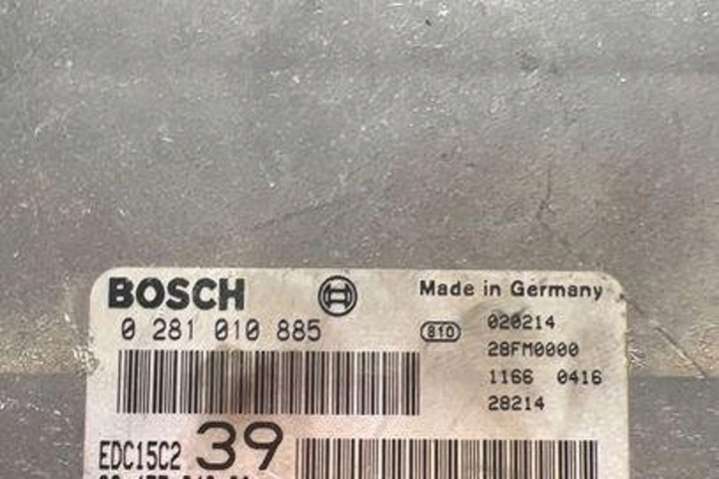 BOSCH
Made in Germany
0 281 010 885
810
020214
28FM0000
1166 0416
28214
EDC15C2 39